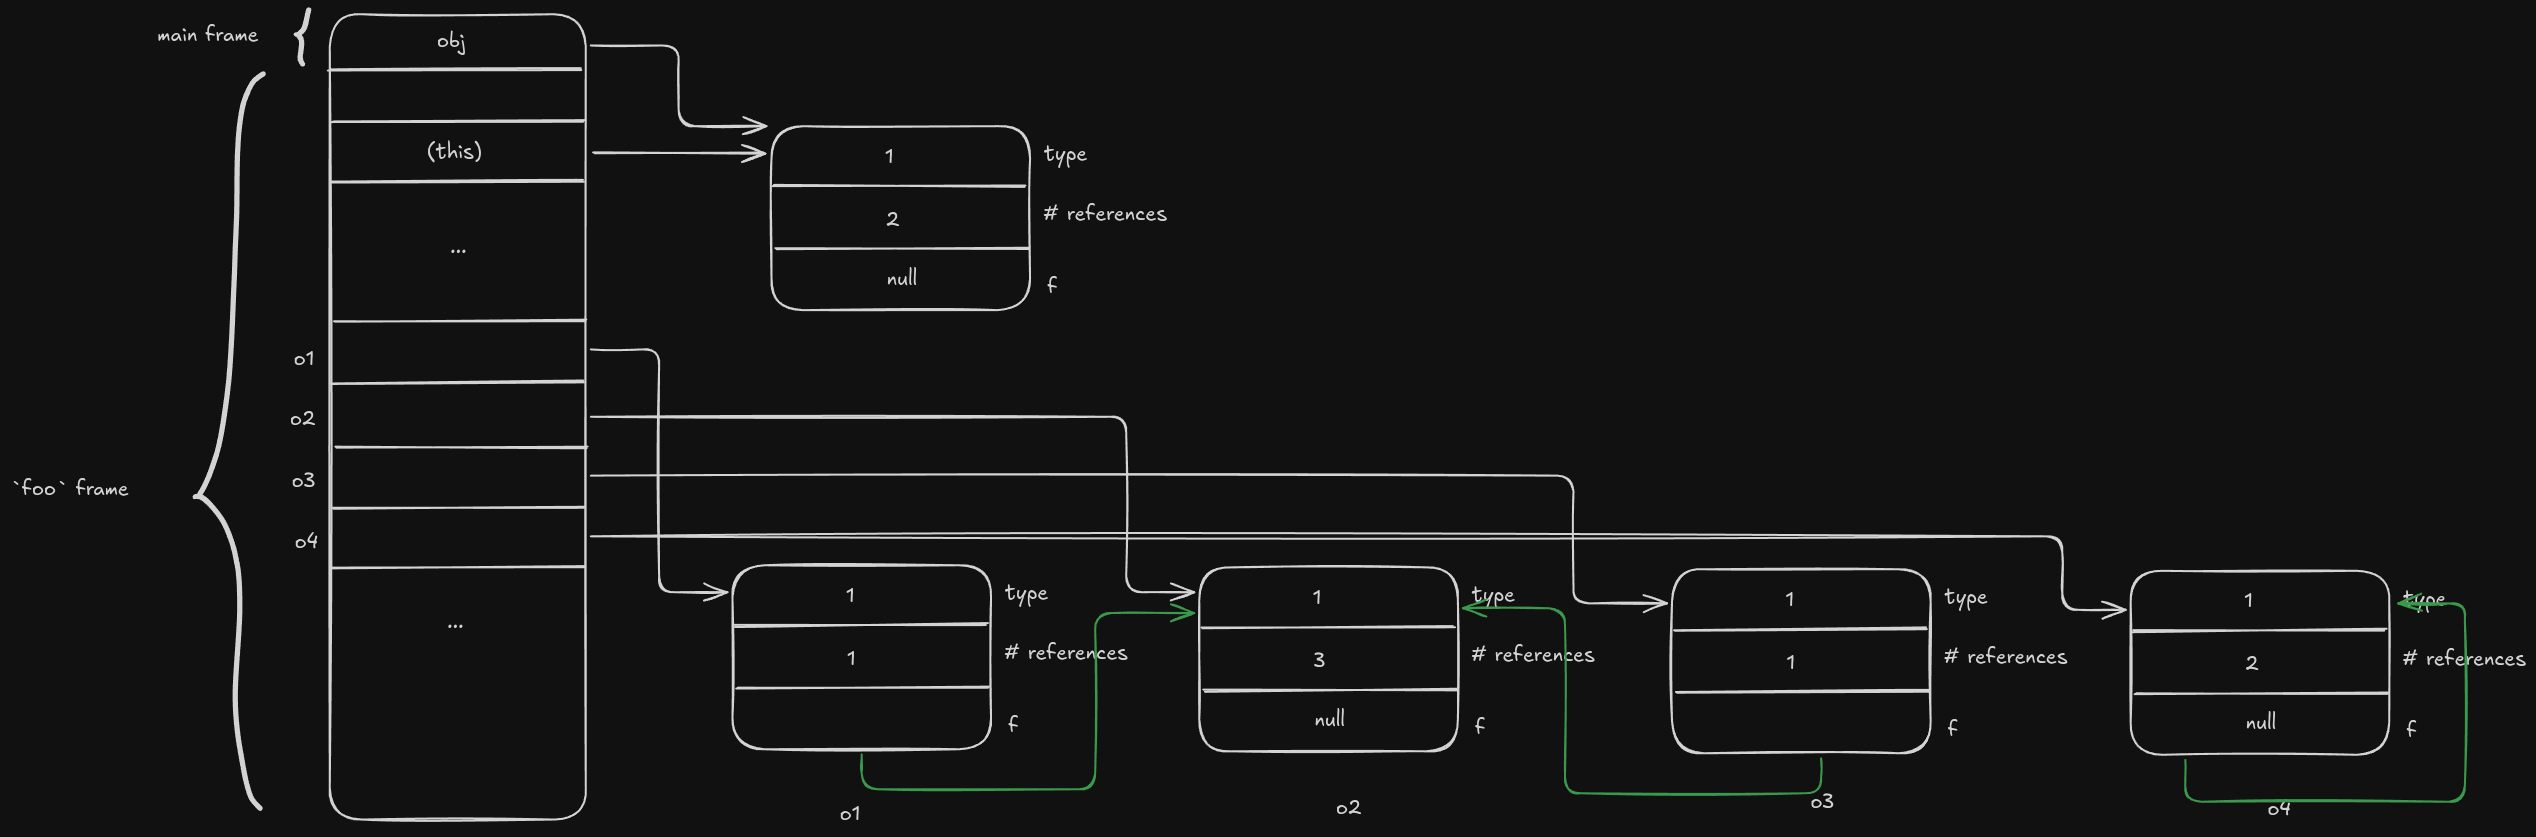 main frame
obj
(this)
1
type
2
# references
null
f
...
o1
o2
o3
o4
`foo` frame
...
1
type
1
# references
f
o1
1
type
3
# references
null
f
o2
1
type
1
# references
f
o3
1
type
2
# references
null
f
o4